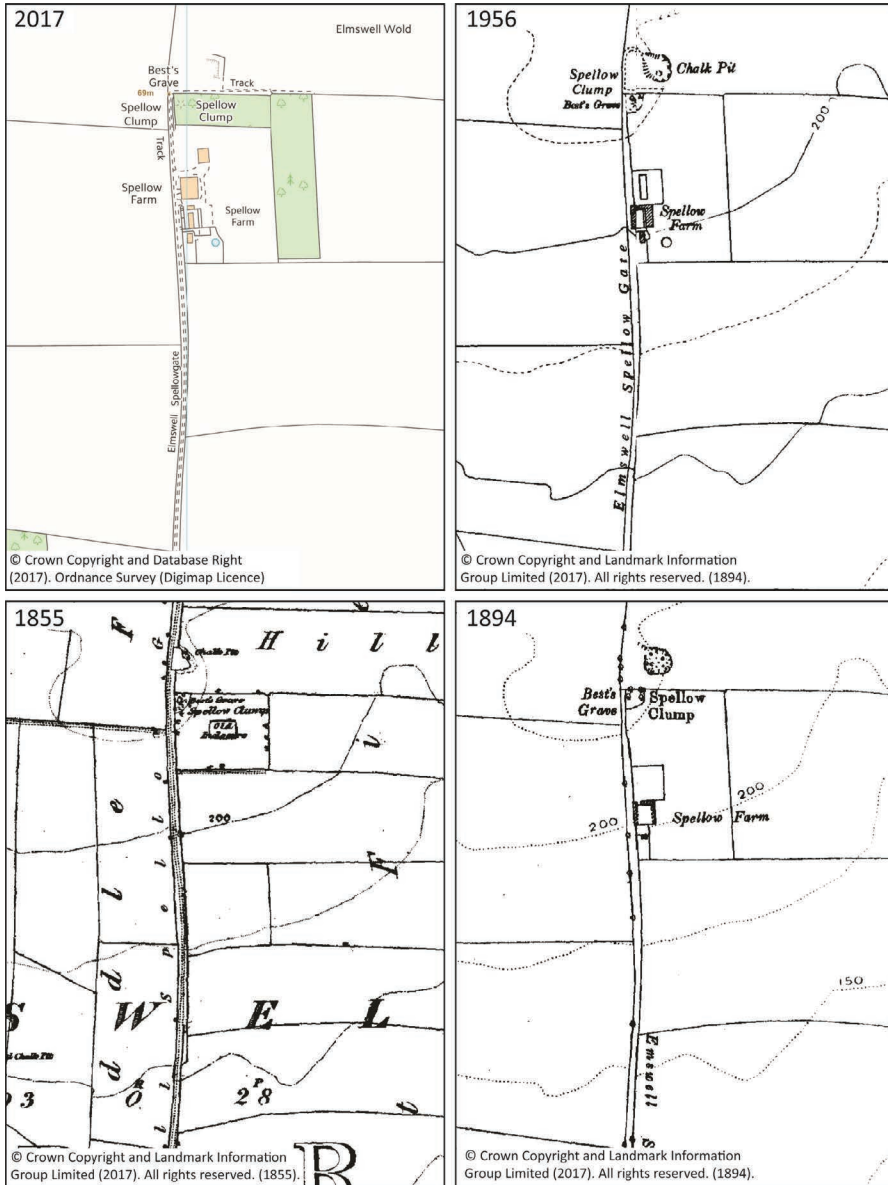 2017
Elmswell Wold
Best's
Grave
Track
69m
Spellow
Clump
Spellow
Clump
Track
Spellow
Farm
Spellow
Farm
Elmswell Spellowgate
© Crown Copyright and Database Right
(2017). Ordnance Survey (Digimap Licence)
1956
Chalk Pit
Spellow
Clump
Best's Grave
200
Spellow
Farm
Elmswell Spellow Gate
© Crown Copyright and Landmark Information
Group Limited (2017). All rights reserved. (1894).
1855
F
H i l l
Chalk Pit
Best's Grave
Spellow Clump
Old
Inclosure
i
e
200
F
l
d
d
S W E L
Chalk Pit
03 0 R 28 P
t
R
© Crown Copyright and Landmark Information
Group Limited (2017). All rights reserved. (1855).
1894
Best's
Grave
Spellow
Clump
200
200
Spellow Farm
150
Elmswell S
© Crown Copyright and Landmark Information
Group Limited (2017). All rights reserved. (1894).